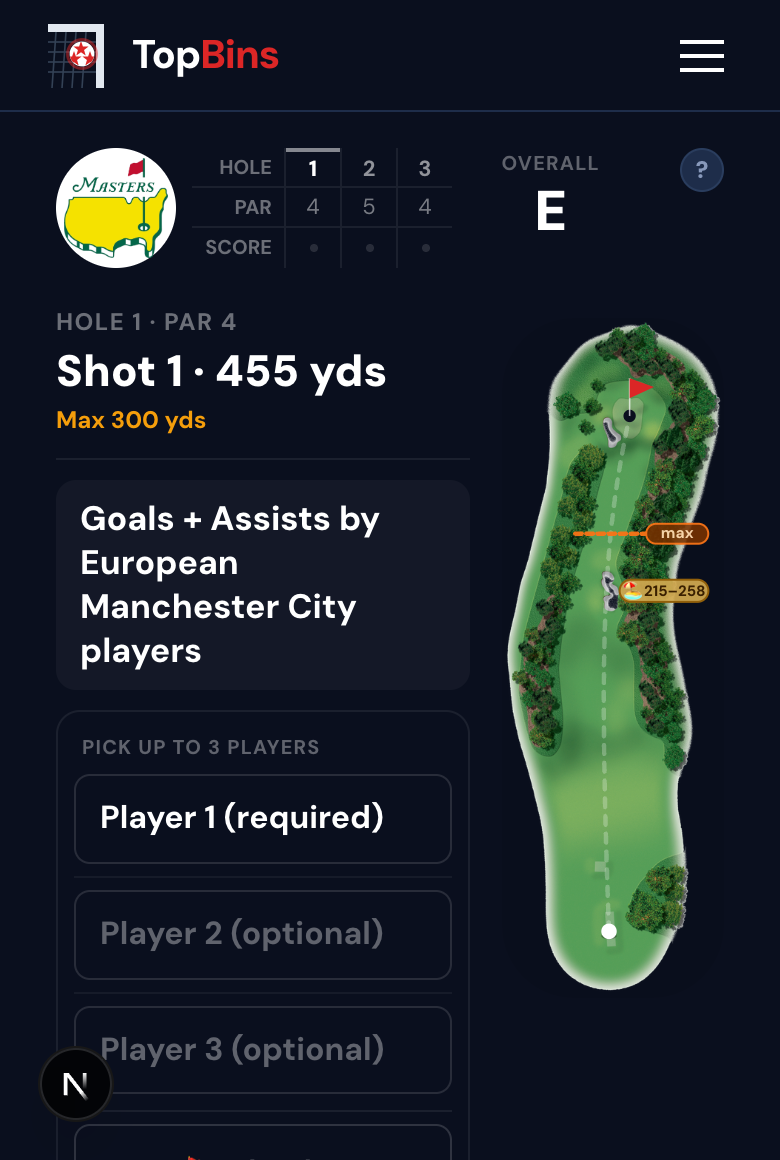 TopBins
MASTERS
HOLE 1 2 3
PAR 4 5 4
SCORE • • •
OVERALL
E
?
HOLE 1 · PAR 4
Shot 1 · 455 yds
Max 300 yds
Goals + Assists by
European
Manchester City
players
PICK UP TO 3 PLAYERS
Player 1 (required)
Player 2 (optional)
Player 3 (optional)
max
215–258
N